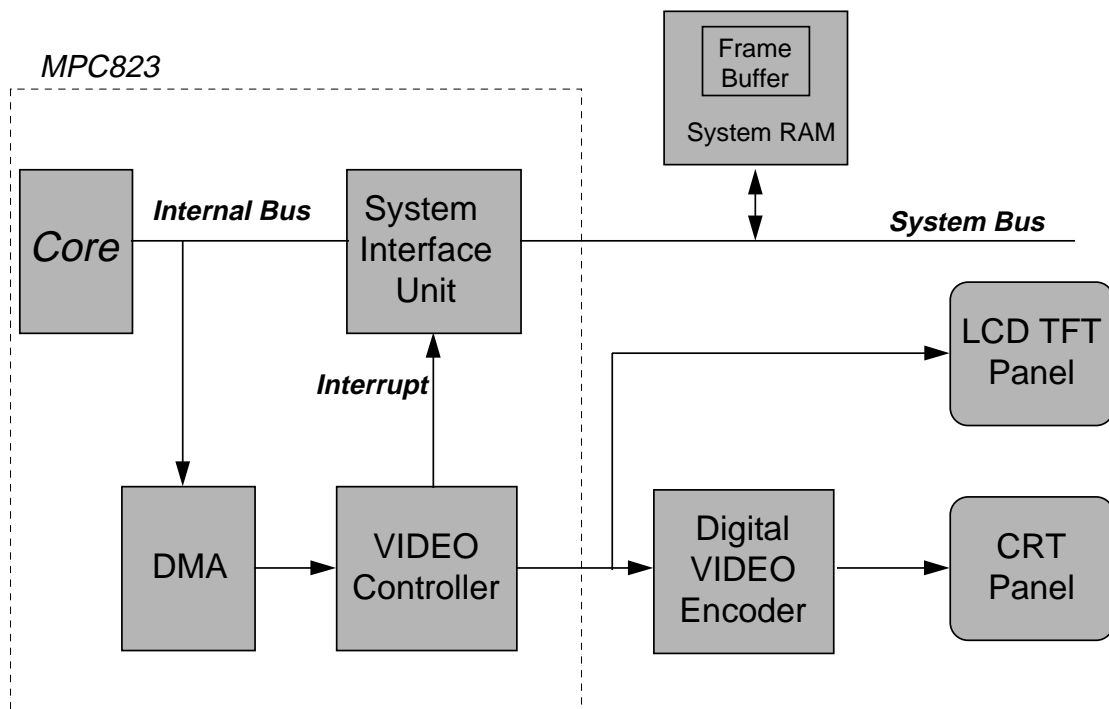 MPC823
Frame
Buffer
System RAM
Core
Internal Bus
System
Interface
Unit
System Bus
LCD TFT
Panel
Interrupt
DMA
VIDEO
Controller
Digital
VIDEO
Encoder
CRT
Panel